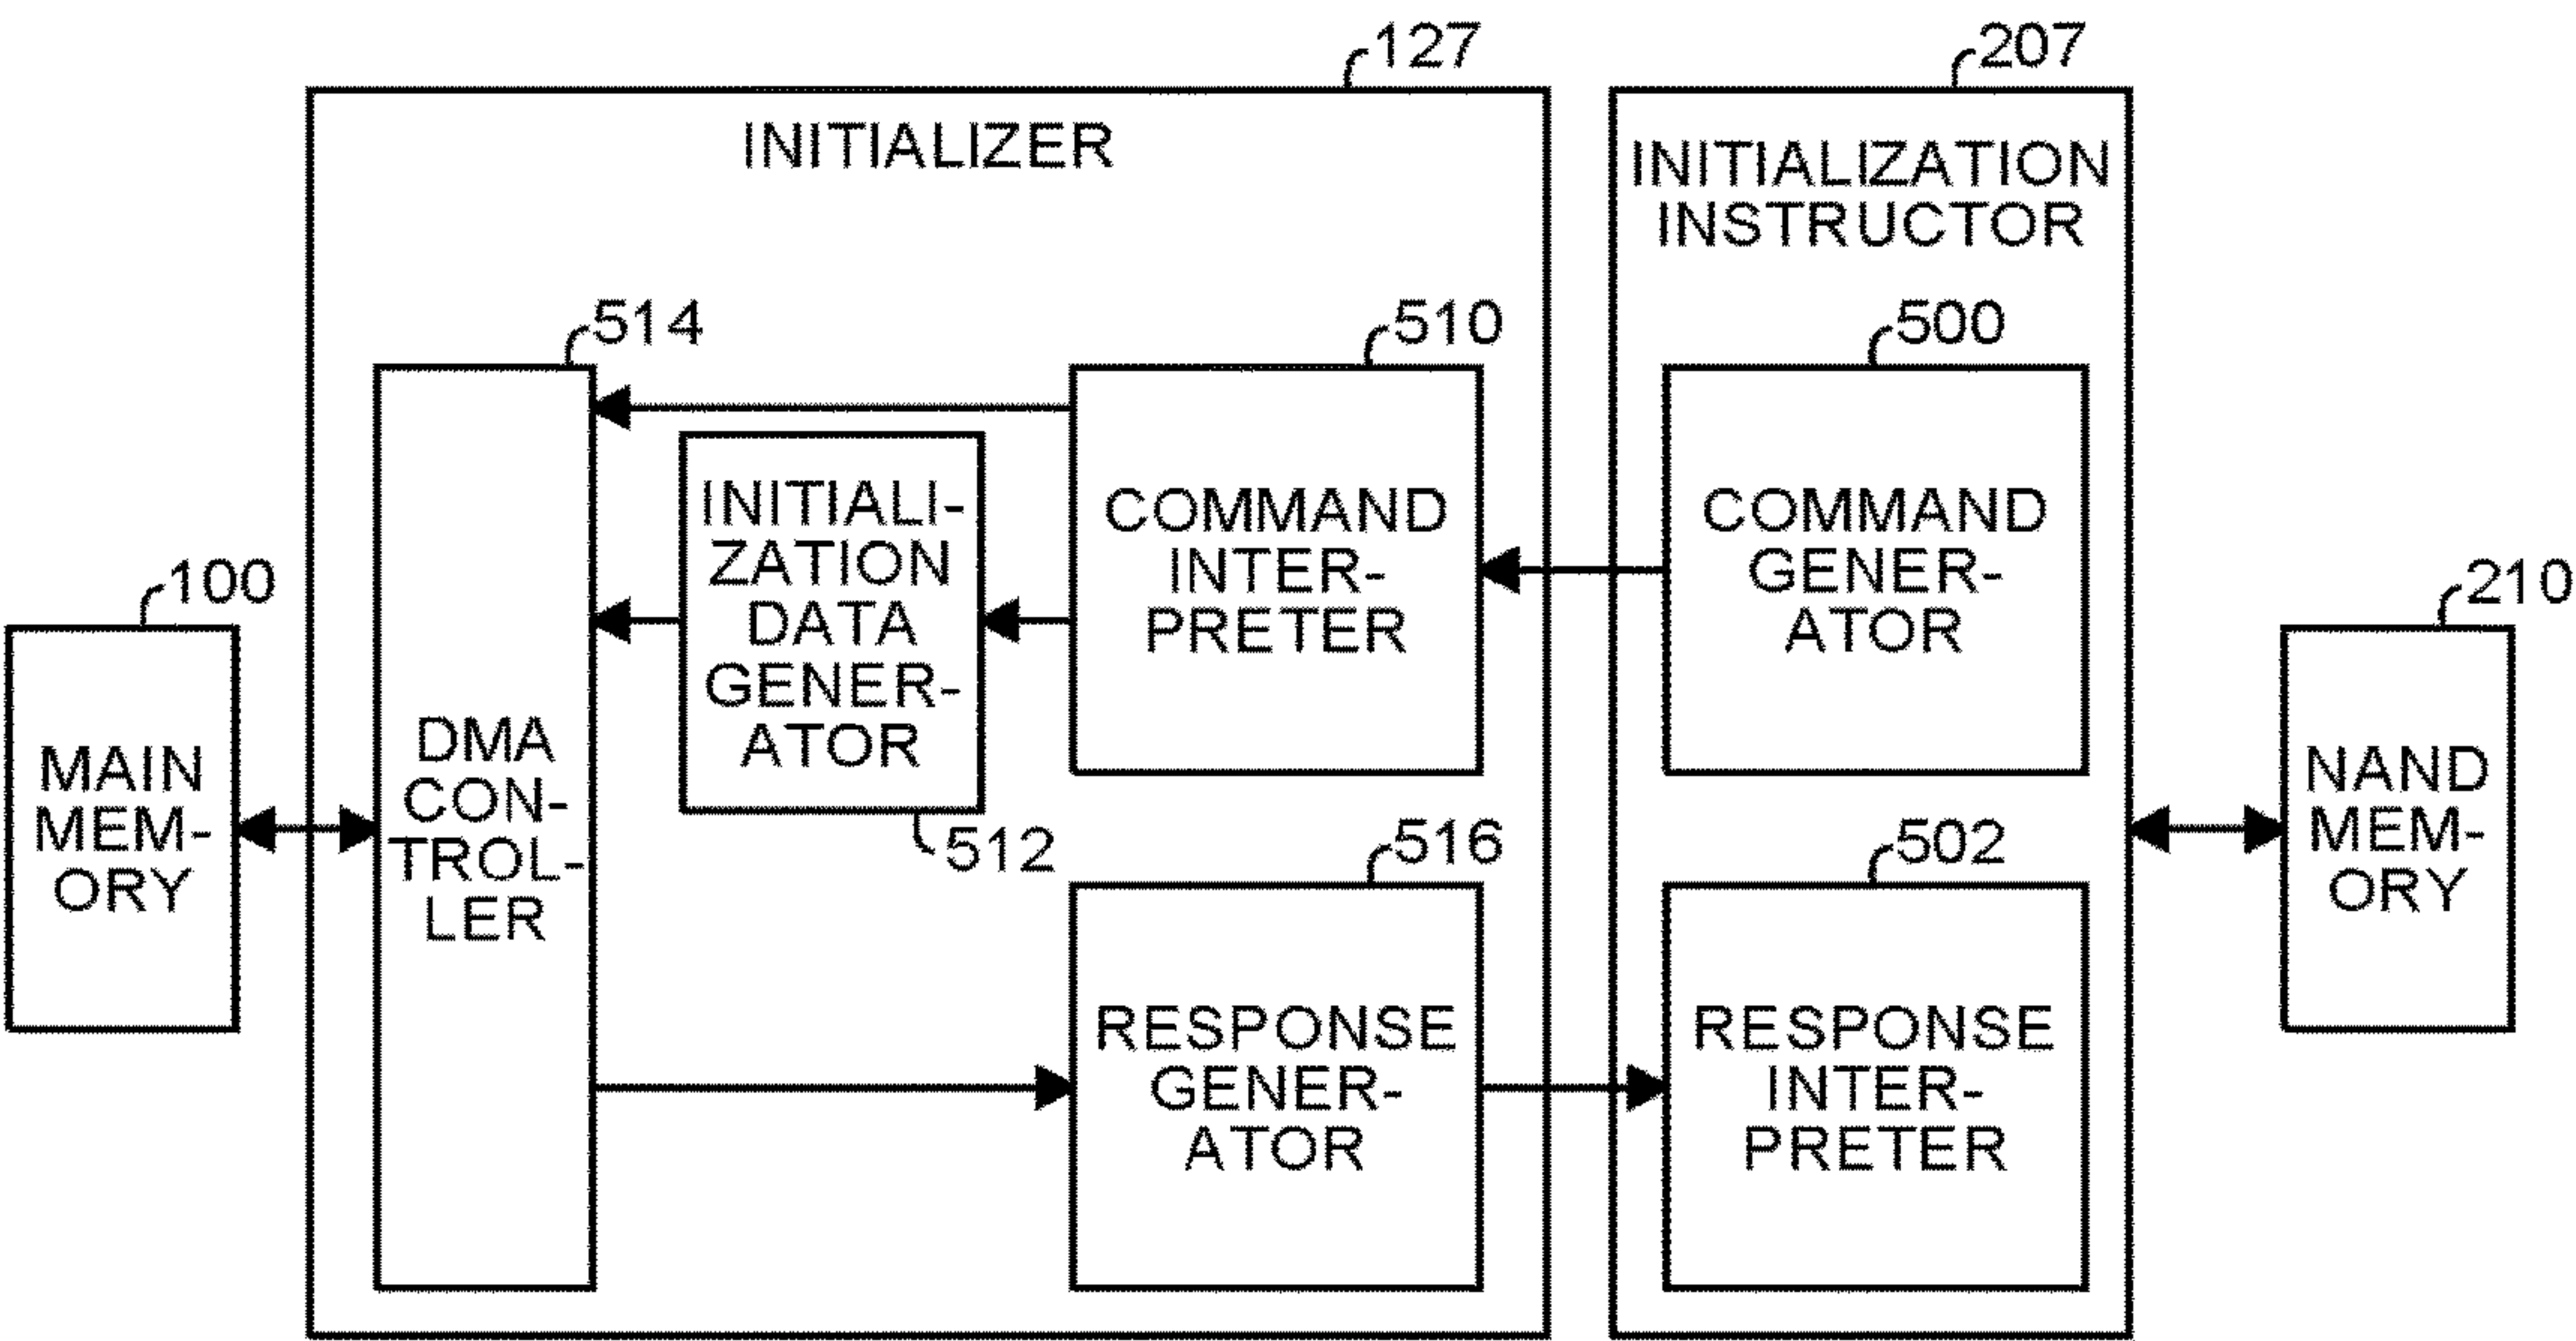 127
207
INITIALIZER
INITIALIZATION
INSTRUCTOR
514
510
500
INITIALI-
ZATION
DATA
GENER-
ATOR
COMMAND
INTER-
PRETER
COMMAND
GENER-
ATOR
100
210
MAIN
MEM-
ORY
DMA
CON-
TROL-
LER
NAND
MEM-
ORY
512
516
502
RESPONSE
GENER-
ATOR
RESPONSE
INTER-
PRETER